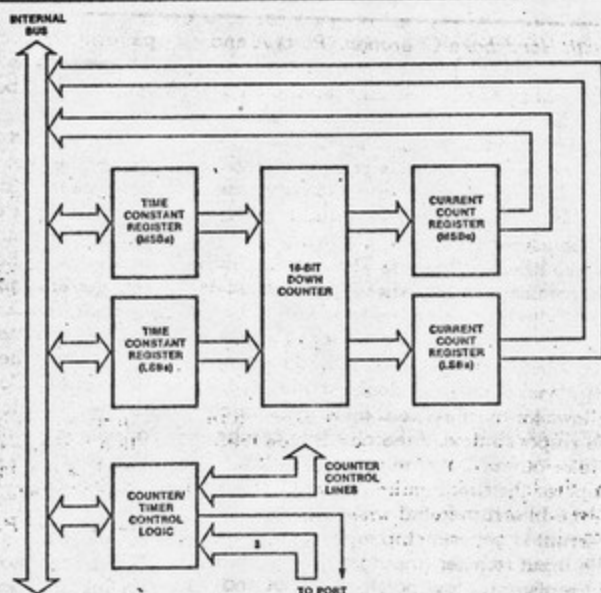 INTERNAL
BUS
TIME
CONSTANT
REGISTER
(MSBs)
16-BIT
DOWN
COUNTER
CURRENT
COUNT
REGISTER
(MSBs)
TIME
CONSTANT
REGISTER
(LSBs)
CURRENT
COUNT
REGISTER
(LSBs)
COUNTER
CONTROL
LINES
COUNTER/
TIMER
CONTROL
LOGIC
3
TO PORT